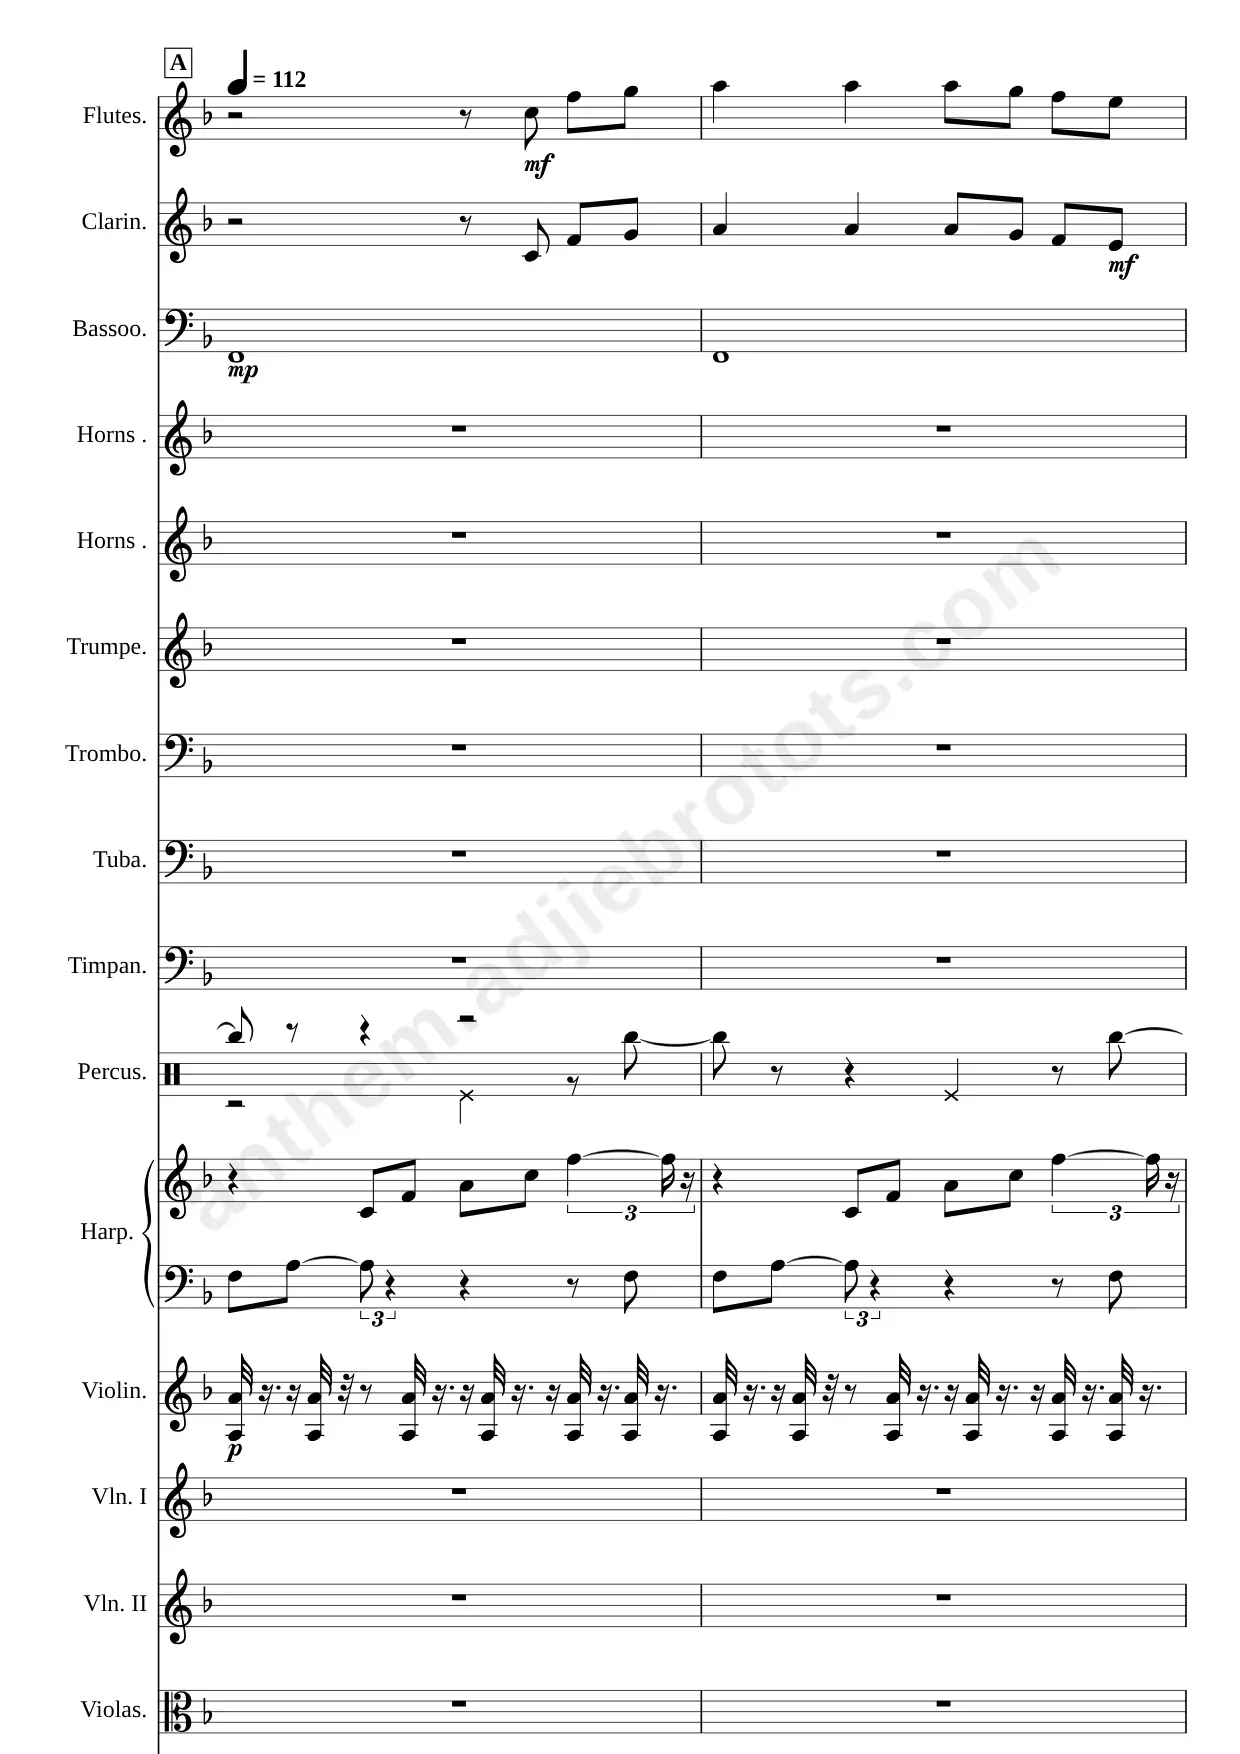 A
= 112
Flutes.
mf
Clarin.
mf
Bassoo.
mp
Horns .
Horns .
Trumpe.
Trombo.
Tuba.
Timpan.
Percus.
3 3
Harp.
3 3
Violin.
p
Vln. I
Vln. II
Violas.
anthem.adjiebrotots.com